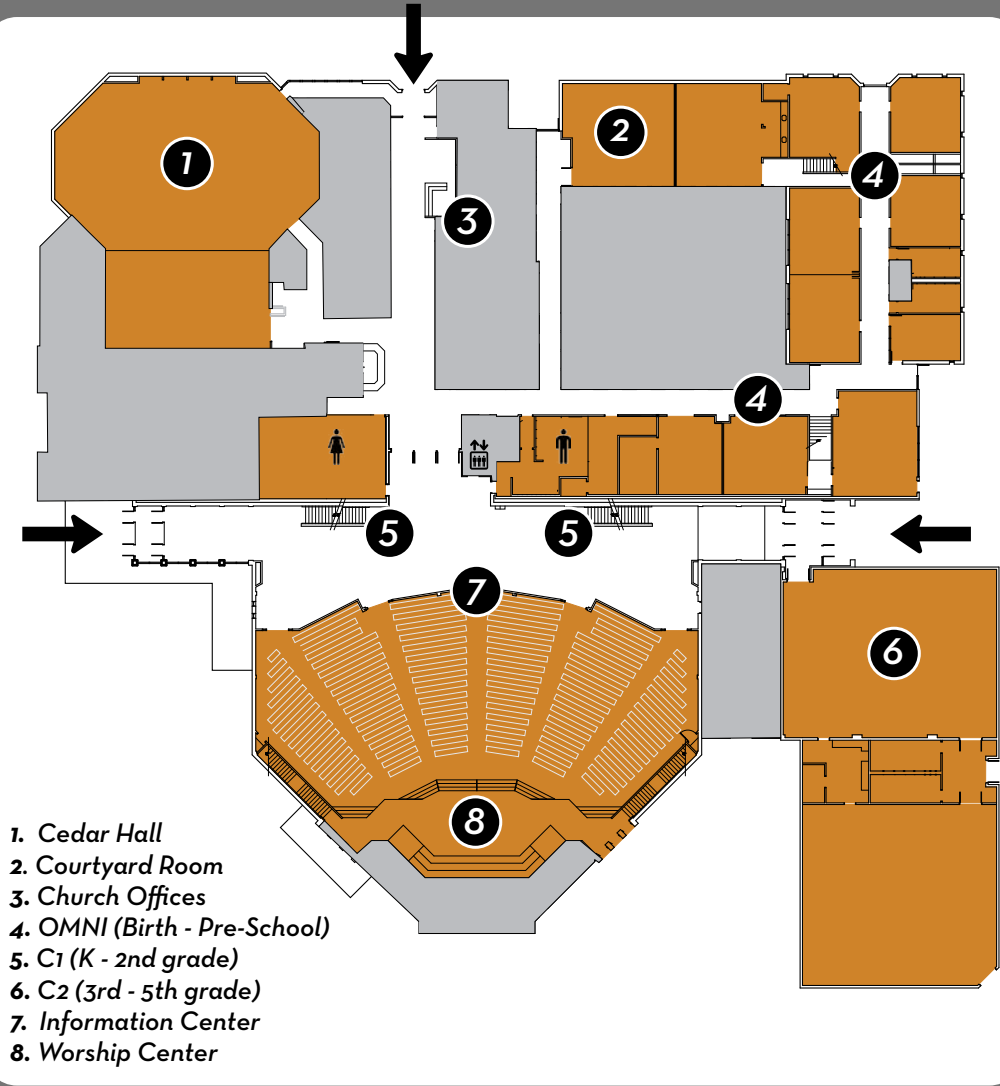 1
2
4
3
4
5
5
7
6
8
1. Cedar Hall
2. Courtyard Room
3. Church Offices
4. OMNI (Birth - Pre-School)
5. C1 (K - 2nd grade)
6. C2 (3rd - 5th grade)
7. Information Center
8. Worship Center